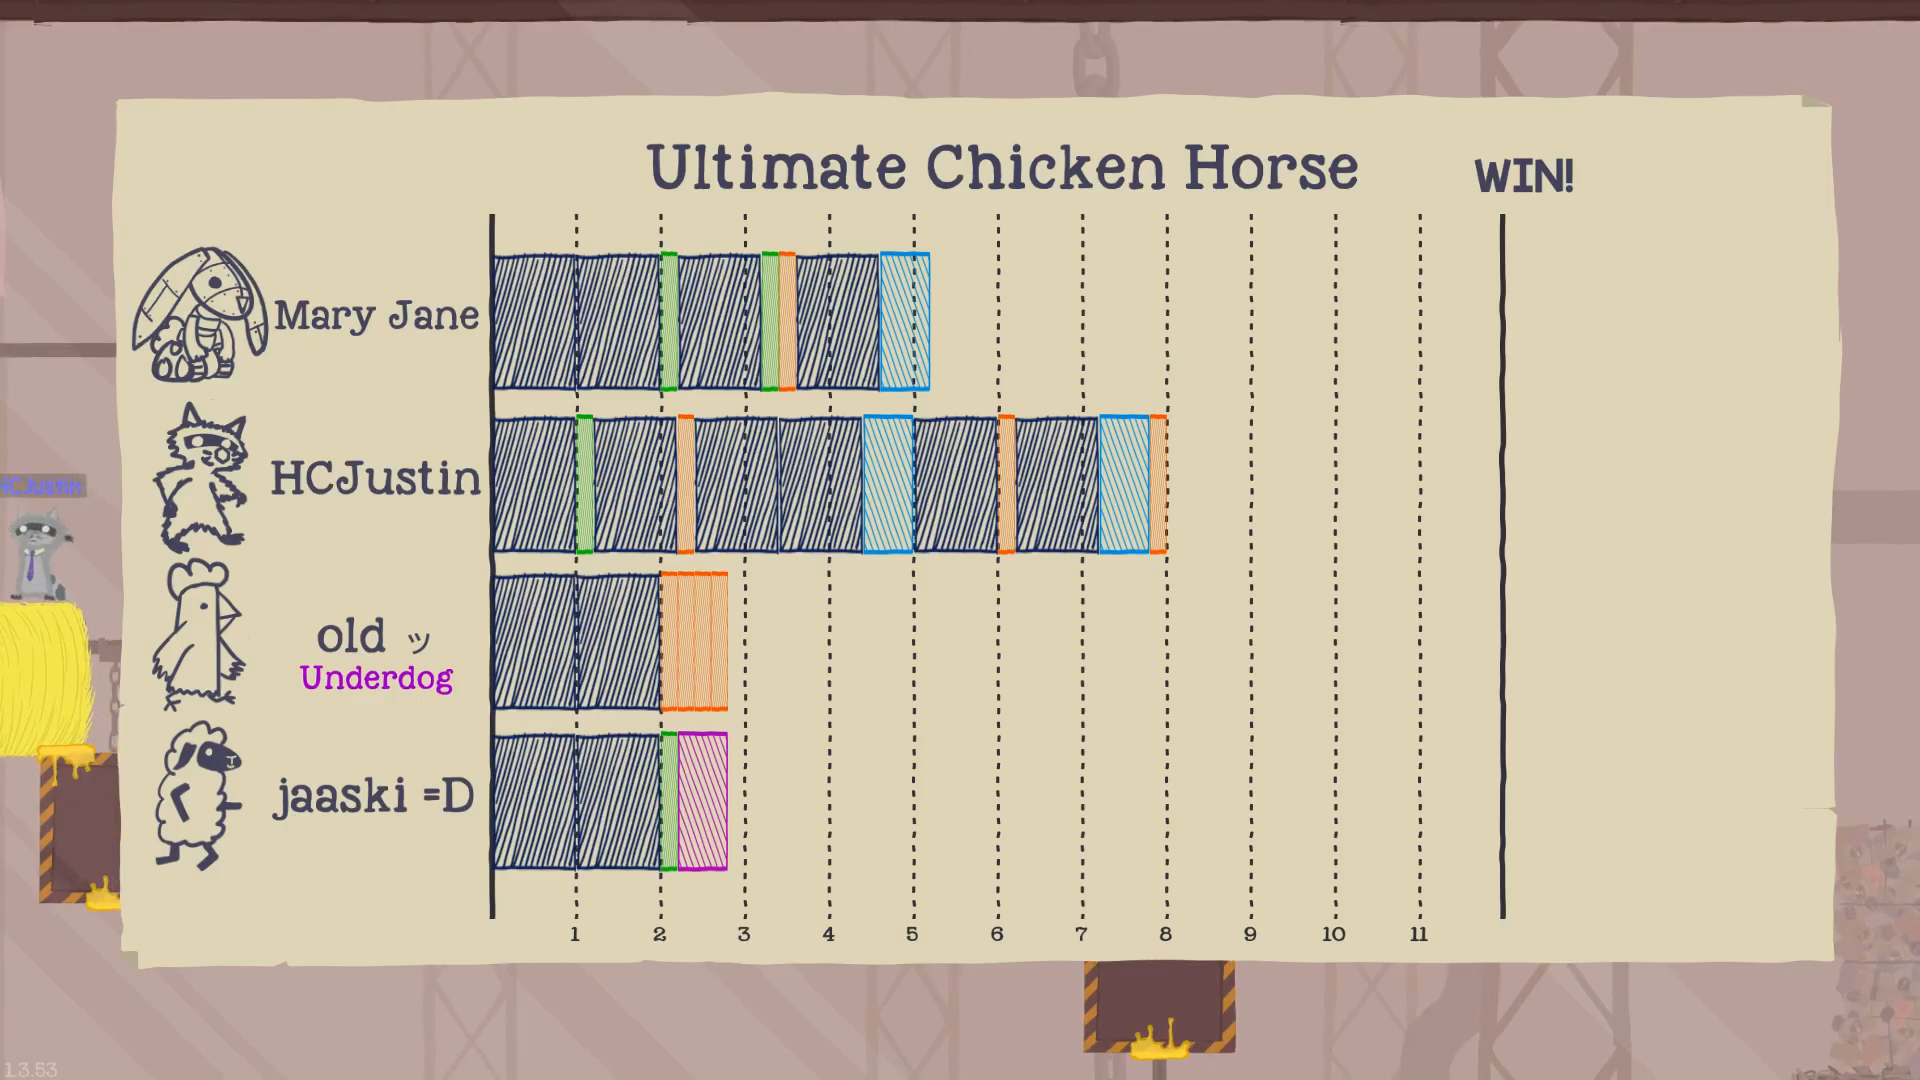 Ultimate Chicken Horse
WIN!
Mary Jane
HCJustin
HCJustin
old ッ
Underdog
jaaski =D
1 2 3 4 5 6 7 8 9 10 11
1.3.53